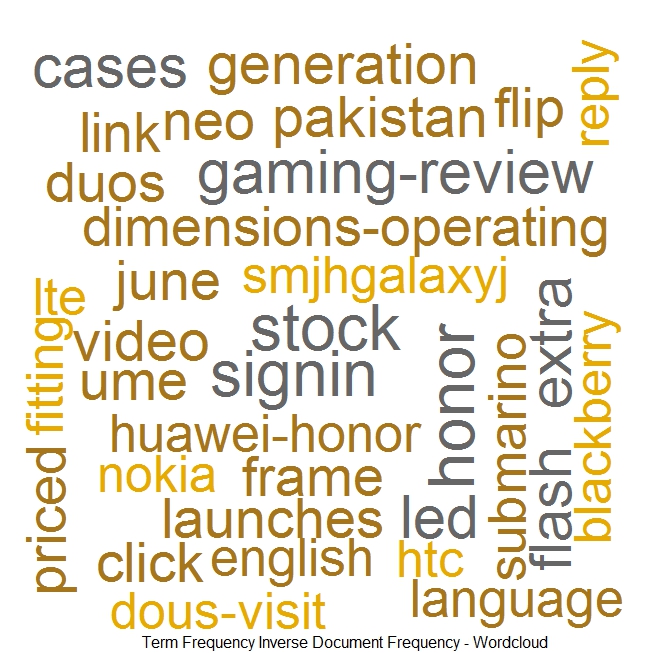 cases generation reply
link neo pakistan flip
duos gaming-review
dimensions-operating
june smjhgalaxyj
lte fitting
video stock honor submarino extra blackberry
ume signin
huawei-honor
priced nokia frame
launches led flash
click english htc
dous-visit language
Term Frequency Inverse Document Frequency - Wordcloud